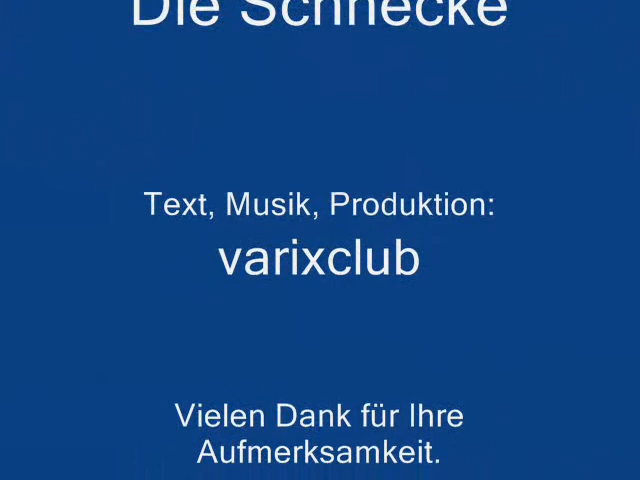 Die Schnecke
Text, Musik, Produktion:
varixclub
Vielen Dank für Ihre
Aufmerksamkeit.